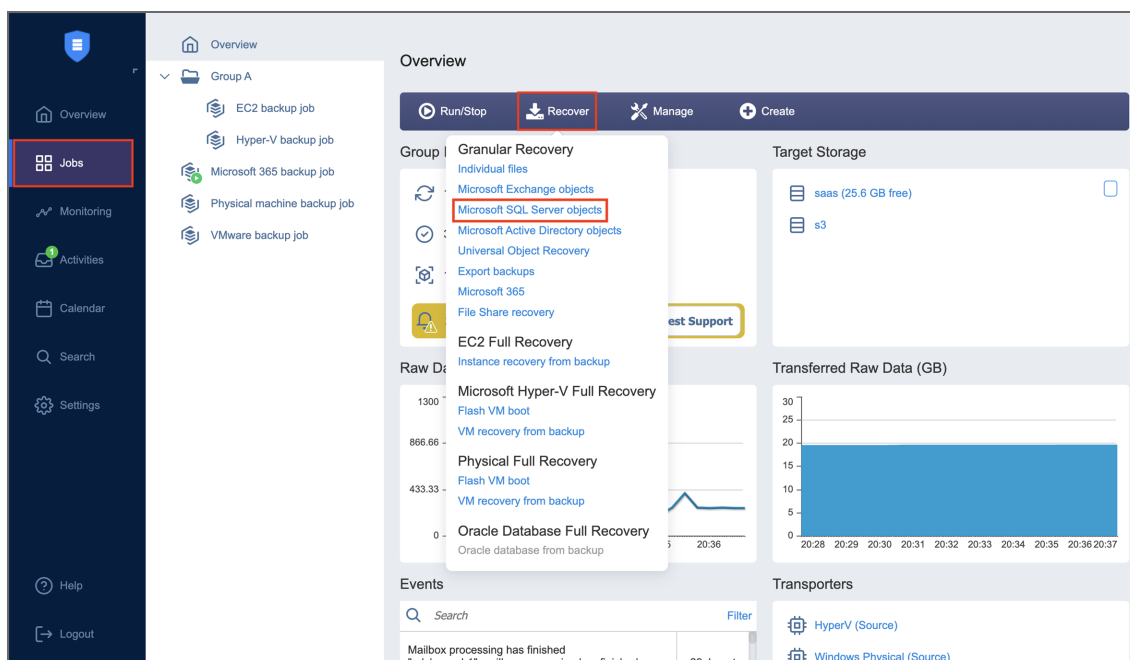 Overview
Jobs
Monitoring
1
Activities
Calendar
Search
Settings
Help
Logout
Overview
Group A
EC2 backup job
Hyper-V backup job
Microsoft 365 backup job
Physical machine backup job
VMware backup job
Overview
Run/Stop
Recover
Manage
Create
Group
Granular Recovery
Individual files
Microsoft Exchange objects
Microsoft SQL Server objects
Microsoft Active Directory objects
Universal Object Recovery
Export backups
Microsoft 365
File Share recovery
EC2 Full Recovery
Instance recovery from backup
Microsoft Hyper-V Full Recovery
Flash VM boot
VM recovery from backup
Physical Full Recovery
Flash VM boot
VM recovery from backup
Oracle Database Full Recovery
Oracle database from backup
est Support
Raw Da
1300
866.66
433.33
0
20:36
Target Storage
saas (25.6 GB free)
s3
Transferred Raw Data (GB)
30
25
20
15
10
5
0
20:28 20:29 20:30 20:31 20:32 20:33 20:34 20:35 20:36 20:37
Events
Search
Filter
Mailbox processing has finished
Transporters
HyperV (Source)
Windows Physical (Source)